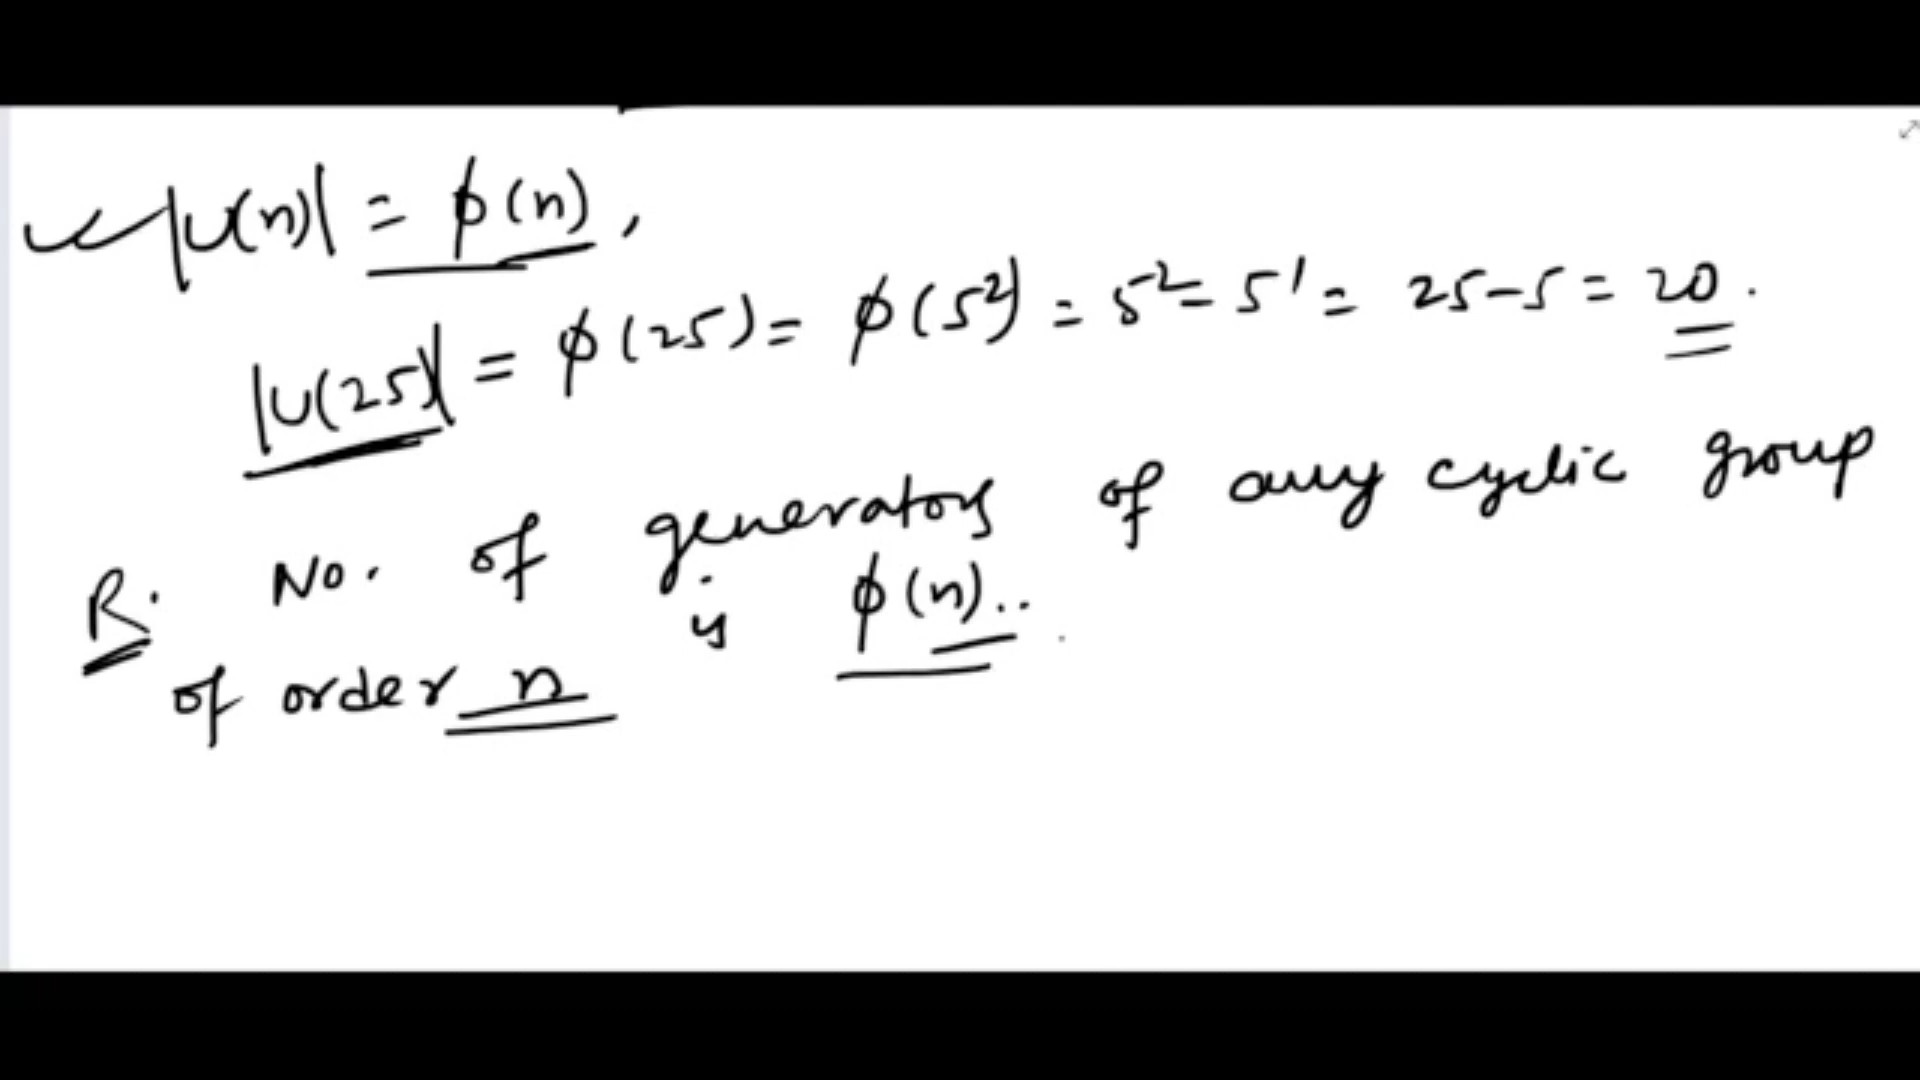 |U(n)| = ϕ(n),
|U(25)| = ϕ(25) = ϕ(5²) = 5² - 5¹ = 25-5 = 20.
R. No. of generators of any cyclic group
of order n is ϕ(n)..